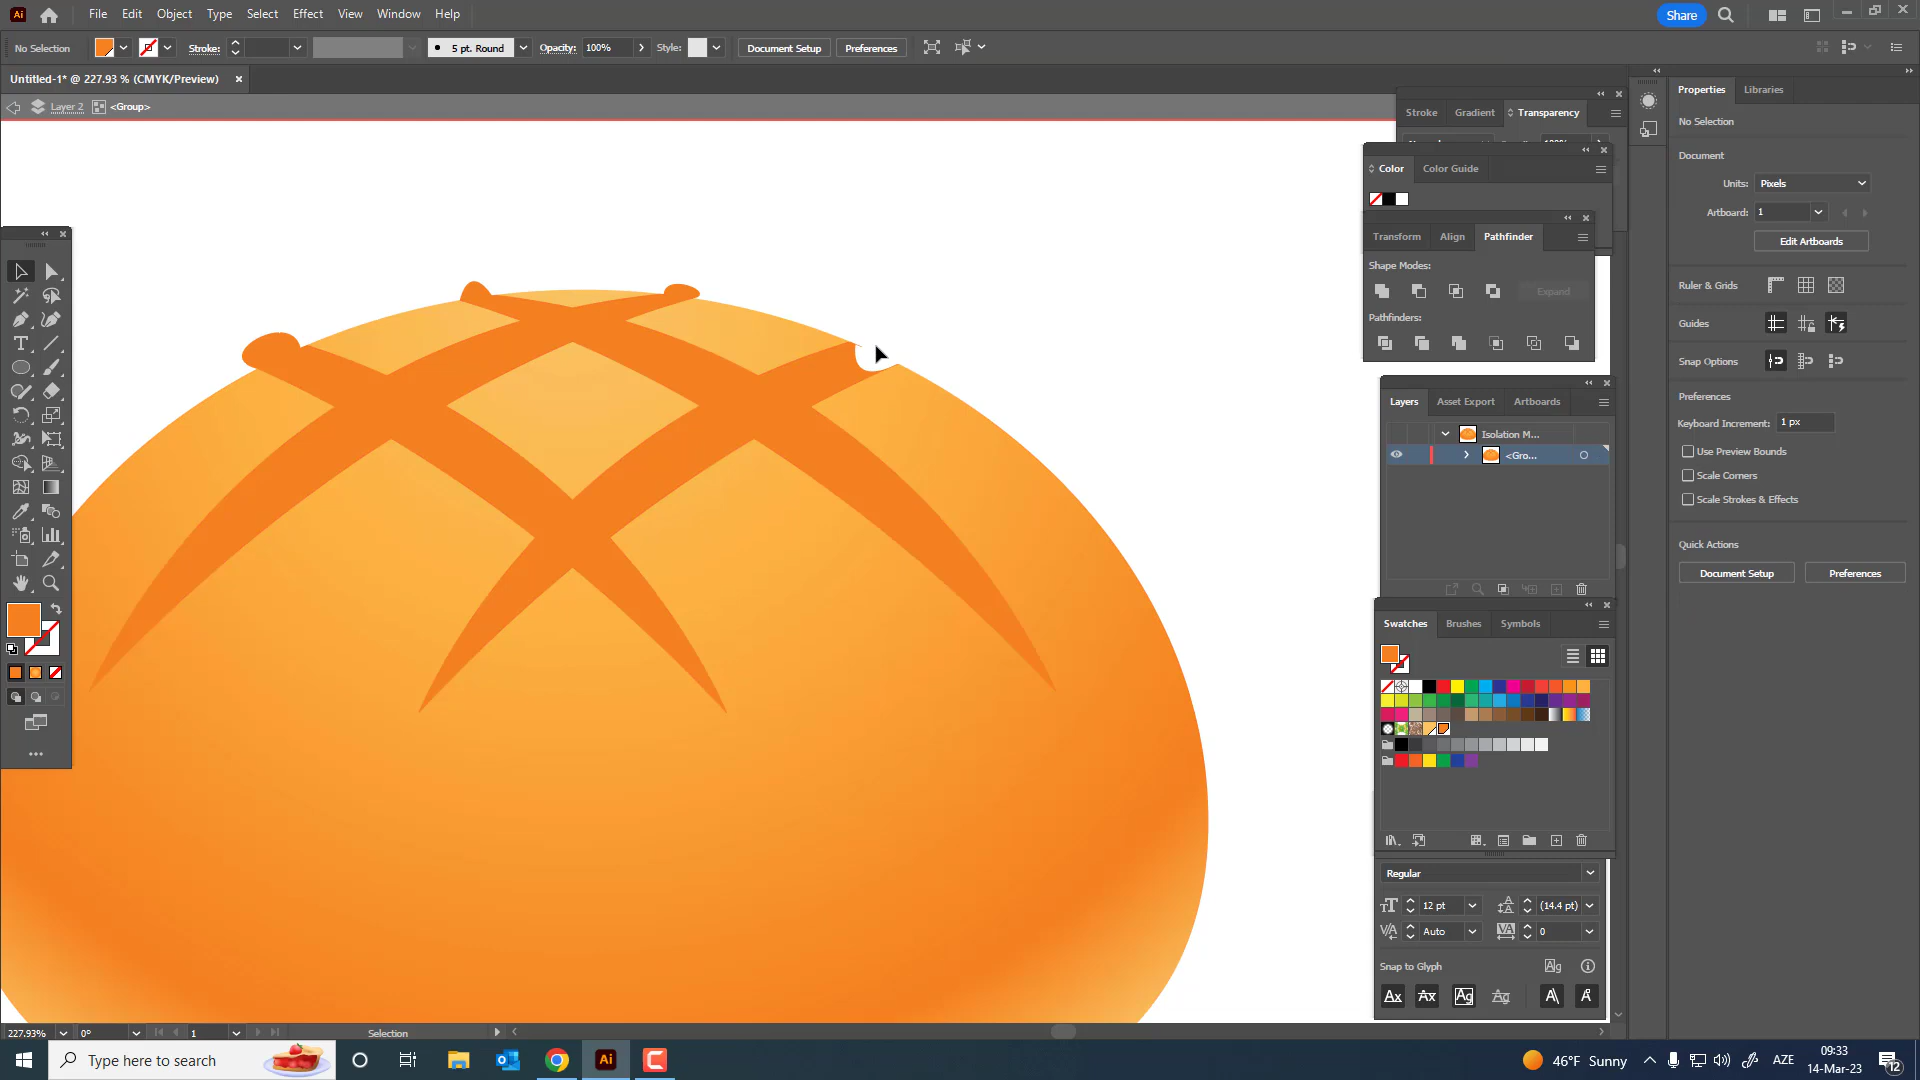 Ai File Edit Object Type Select Effect View Window Help Share
No Selection Stroke: 5 pt. Round Opacity: 100% Style: Document Setup Preferences
Untitled-1* @ 227.93 % (CMYK/Preview)
Layer 2 <Group>
Properties Libraries
No Selection
Document
Units: Pixels
Artboard: 1
Edit Artboards
Ruler & Grids
Guides
Snap Options
Preferences
Keyboard Increment: 1 px
Use Preview Bounds
Scale Corners
Scale Strokes & Effects
Quick Actions
Document Setup Preferences
Stroke Gradient Transparency
Color Color Guide
Transform Align Pathfinder
Shape Modes:
Expand
Pathfinders:
Layers Asset Export Artboards
Isolation M...
<Gro...
Swatches Brushes Symbols
Regular
12 pt (14.4 pt)
Auto 0
Snap to Glyph
227.93% 0° 1 Selection
Type here to search
Ai
46°F Sunny AZE
09:33
14-Mar-23
12